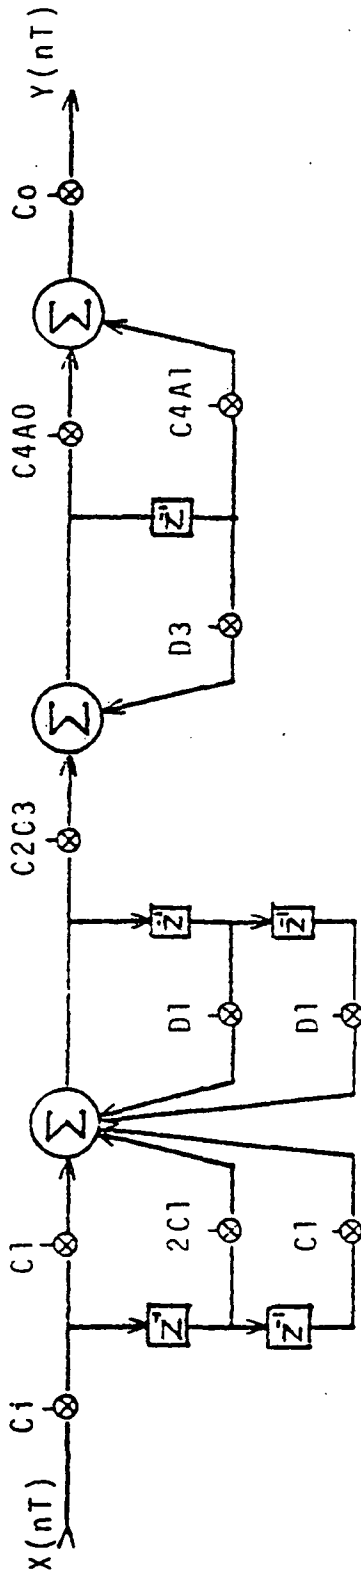 X(nT)
Ci
C1
2C1
C1
Z⁻¹
Z⁻¹
Σ
D1
D1
Z⁻¹
Z⁻¹
C2C3
Σ
D3
Z⁻¹
C4A0
C4A1
Σ
Co
Y(nT)